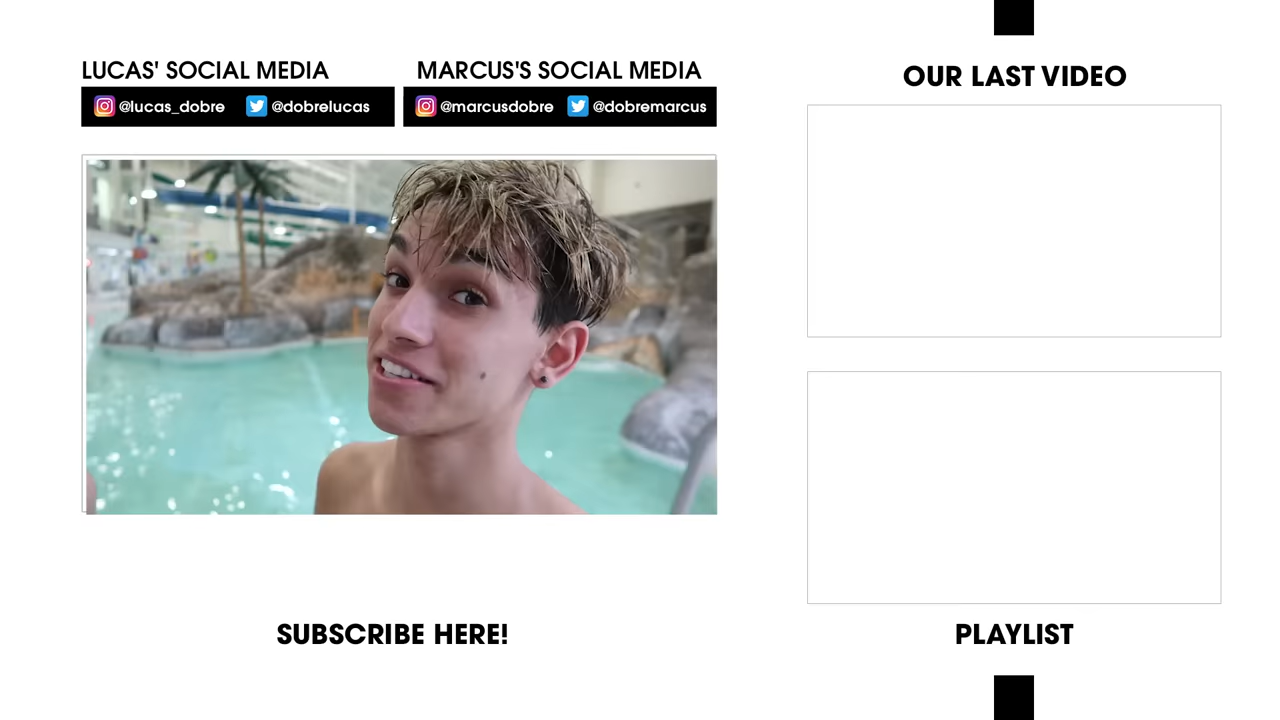 LUCAS' SOCIAL MEDIA
@lucas_dobre @dobrelucas
MARCUS'S SOCIAL MEDIA
@marcusdobre @dobremarcus
OUR LAST VIDEO
SUBSCRIBE HERE!
PLAYLIST